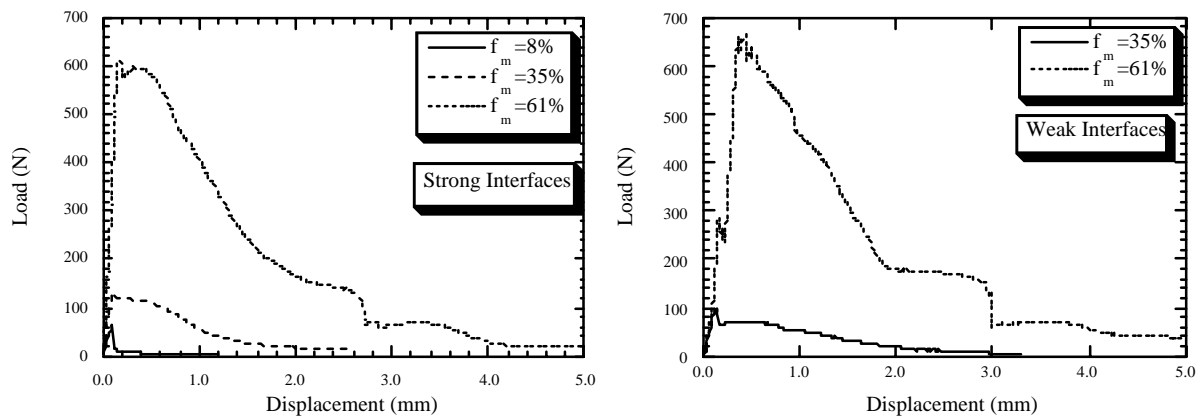 700
600
500
400
300
200
100
0
Load (N)
f m =8%
f m =35%
f m =61%
Strong Interfaces
0.0 1.0 2.0 3.0 4.0 5.0
Displacement (mm)
700
600
500
400
300
200
100
0
Load (N)
f m =35%
f m =61%
Weak Interfaces
0.0 1.0 2.0 3.0 4.0 5.0
Displacement (mm)